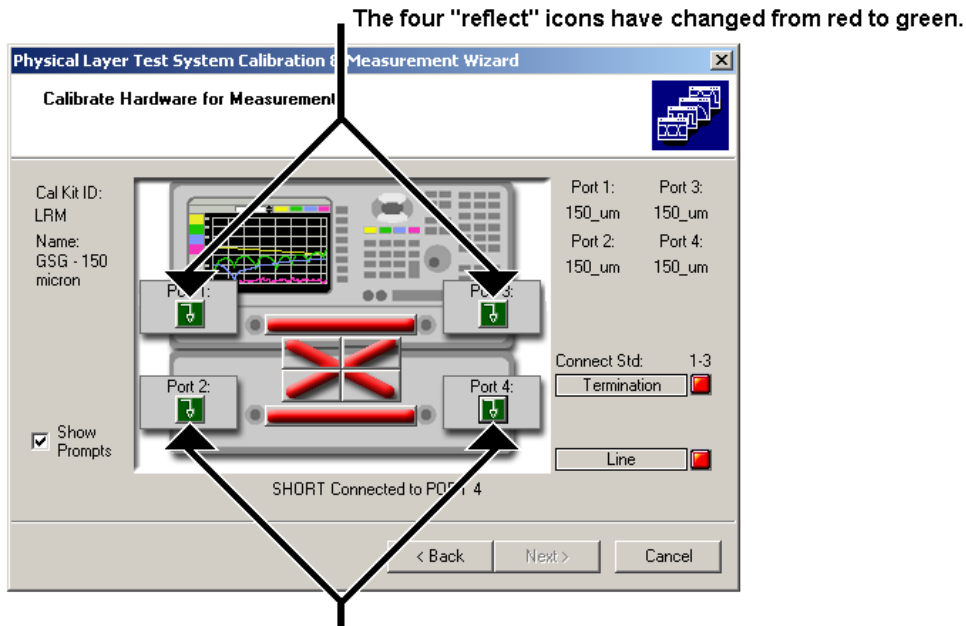 The four "reflect" icons have changed from red to green.
Physical Layer Test System Calibration & Measurement Wizard
Calibrate Hardware for Measurement
Cal Kit ID:
LRM
Name:
GSG - 150
micron
Port 1:
Port 3:
150_um
150_um
Port 2:
Port 4:
150_um
150_um
3:
Port 2:
Port 4:
Connect Std:
1-3
Termination
Line
Show
Prompts
SHORT Connected to PORT 4
< Back
Next >
Cancel